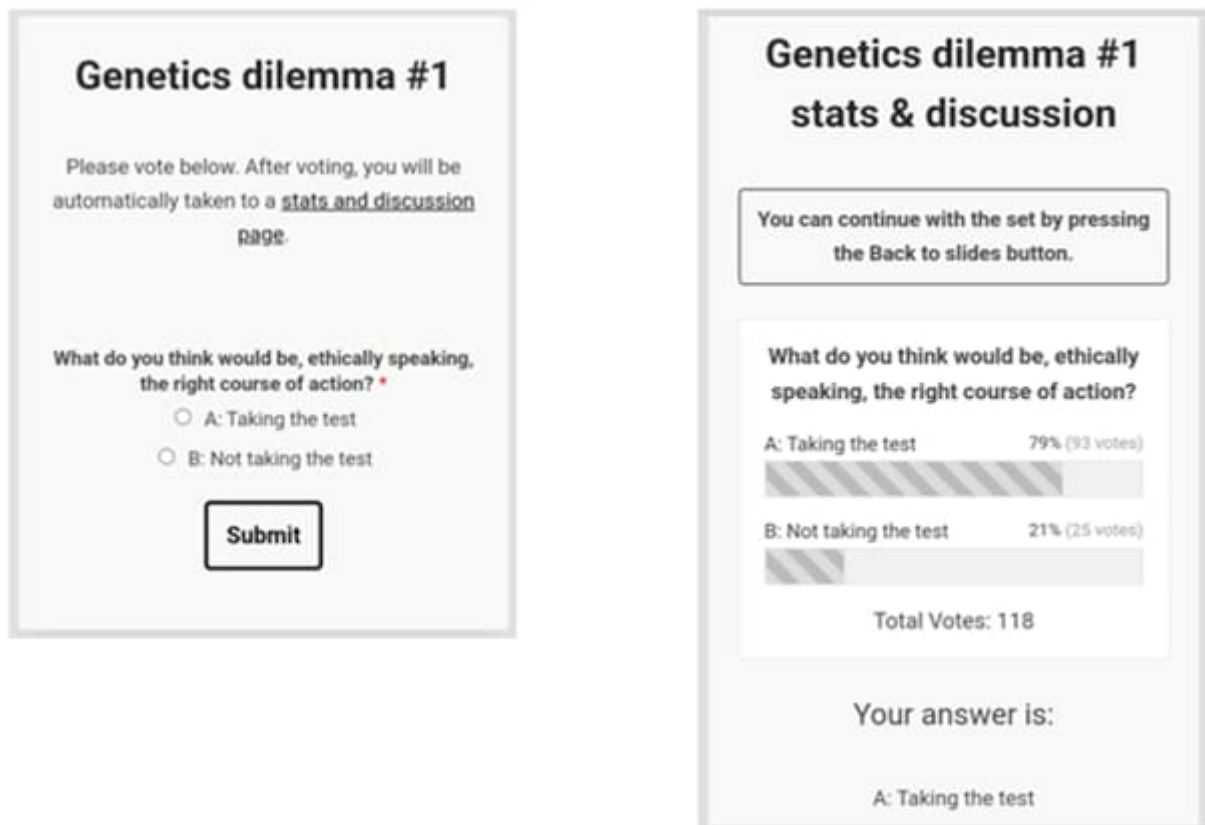 Genetics dilemma #1
Please vote below. After voting, you will be
automatically taken to a stats and discussion
page.
What do you think would be, ethically speaking,
the right course of action? *
A: Taking the test
B: Not taking the test
Submit
Genetics dilemma #1
stats & discussion
You can continue with the set by pressing
the Back to slides button.
What do you think would be, ethically
speaking, the right course of action?
A: Taking the test 79% (93 votes)
B: Not taking the test 21% (25 votes)
Total Votes: 118
Your answer is:
A: Taking the test